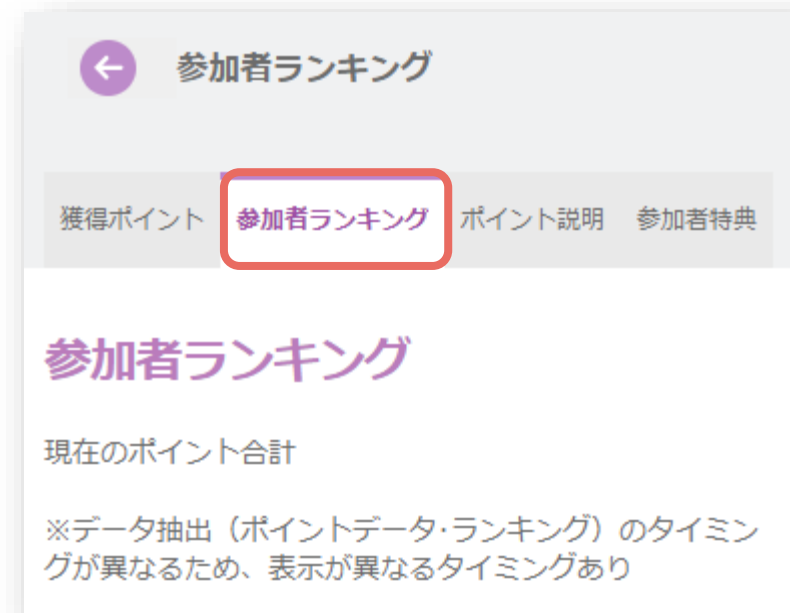 参加者ランキング
獲得ポイント 参加者ランキング ポイント説明 参加者特典
参加者ランキング
現在のポイント合計
※データ抽出（ポイントデータ･ランキング）のタイミン
グが異なるため、表示が異なるタイミングあり